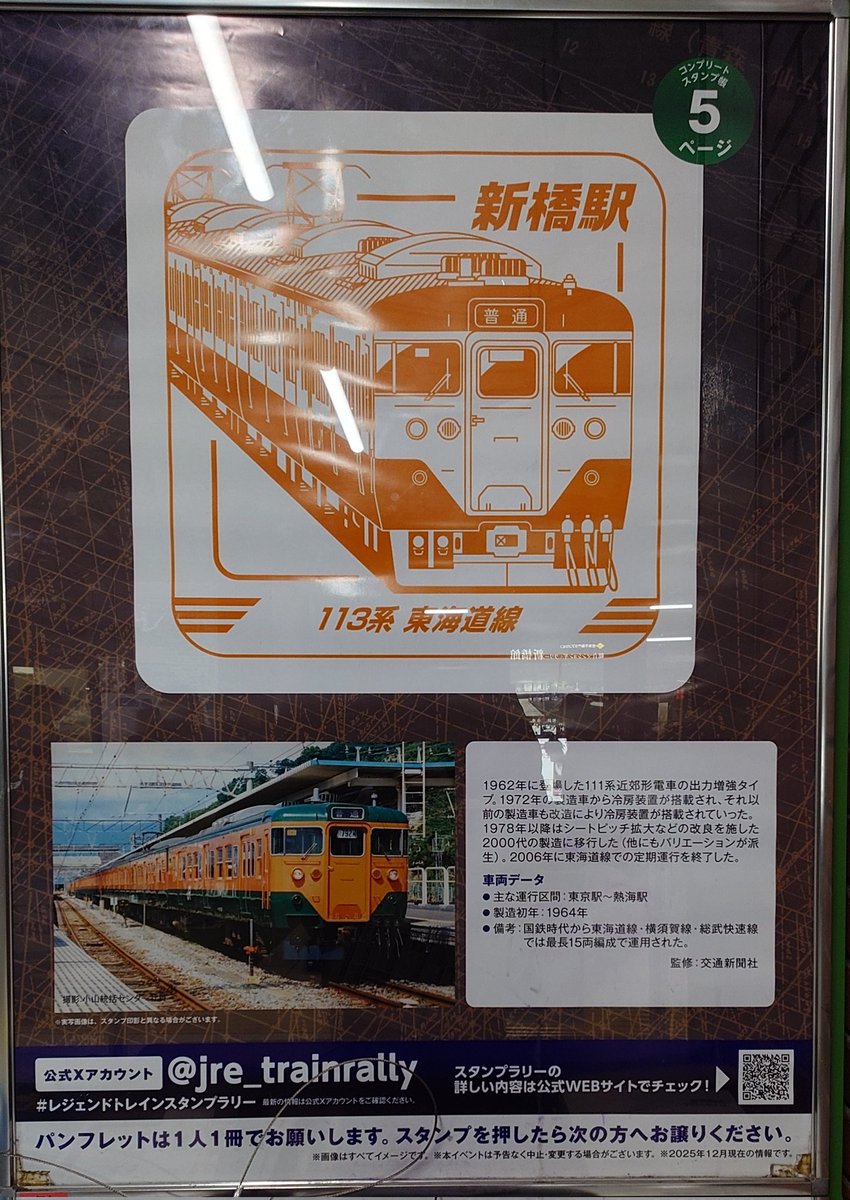 コンプリート
スタンプ帳
5
ページ
新橋駅
普通
113系 東海道線
1962年に登場した111系近郊形電車の出力増強タイ
プ。1972年の製造車から冷房装置が搭載され、それ以
前の製造車も改造により冷房装置が搭載されていった。
1978年以降はシートピッチ拡大などの改良を施した
2000代の製造に移行した（他にもバリエーションが派
生）。2006年に東海道線での定期運行を終了した。
車両データ
● 主な運行区間：東京駅～熱海駅
● 製造初年：1964年
● 備考：国鉄時代から東海道線・横須賀線・総武快速線
では最長15両編成で運用された。
監修：交通新聞社
普通
撮影:小山統括センター
※実写画像は、スタンプ印影と異なる場合がございます。
公式Xアカウント @jre_trainrally
#レジェンドトレインスタンプラリー 最新の情報は公式Xアカウントをご確認ください。
スタンプラリーの
詳しい内容は公式WEBサイトでチェック！
パンフレットは1人1冊でお願いします。スタンプを押したら次の方へお譲りください。
※画像はすべてイメージです。 ※本イベントは予告なく中止・変更する場合がございます。 ※2025年12月現在の情報です。